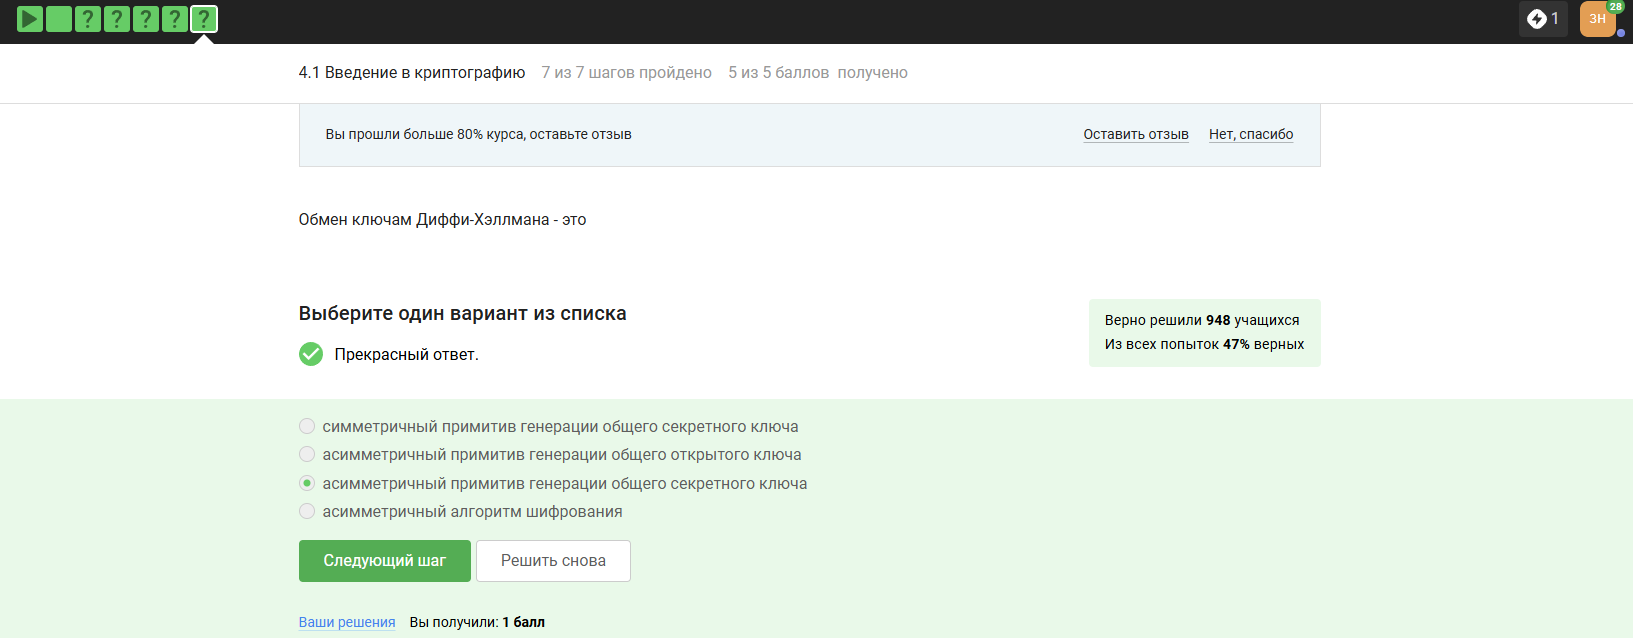 ? ? ? ? ?
1
ЗН
28
4.1 Введение в криптографию 7 из 7 шагов пройдено 5 из 5 баллов получено
Вы прошли больше 80% курса, оставьте отзыв Оставить отзыв Нет, спасибо
Обмен ключам Диффи-Хэллмана - это
Выберите один вариант из списка
Прекрасный ответ.
Верно решили 948 учащихся
Из всех попыток 47% верных
симметричный примитив генерации общего секретного ключа
асимметричный примитив генерации общего открытого ключа
асимметричный примитив генерации общего секретного ключа
асимметричный алгоритм шифрования
Следующий шаг Решить снова
Ваши решения Вы получили: 1 балл